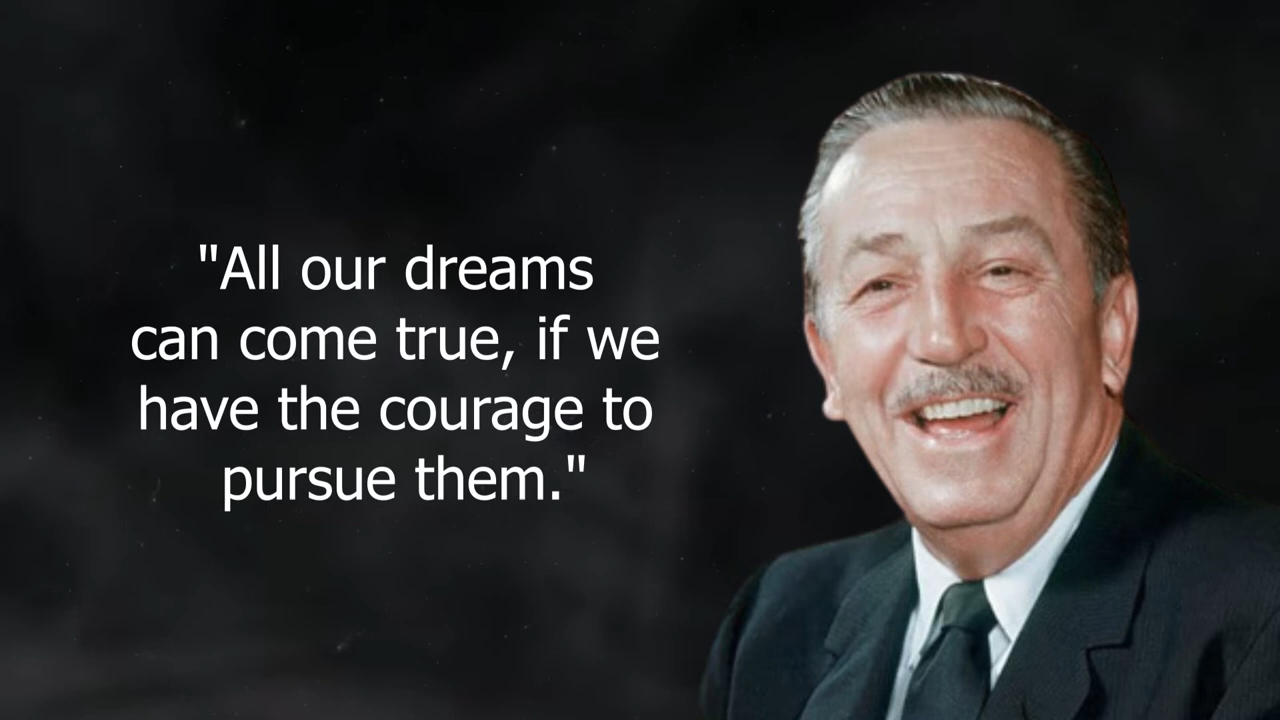 "All our dreams
can come true, if we
have the courage to
pursue them."